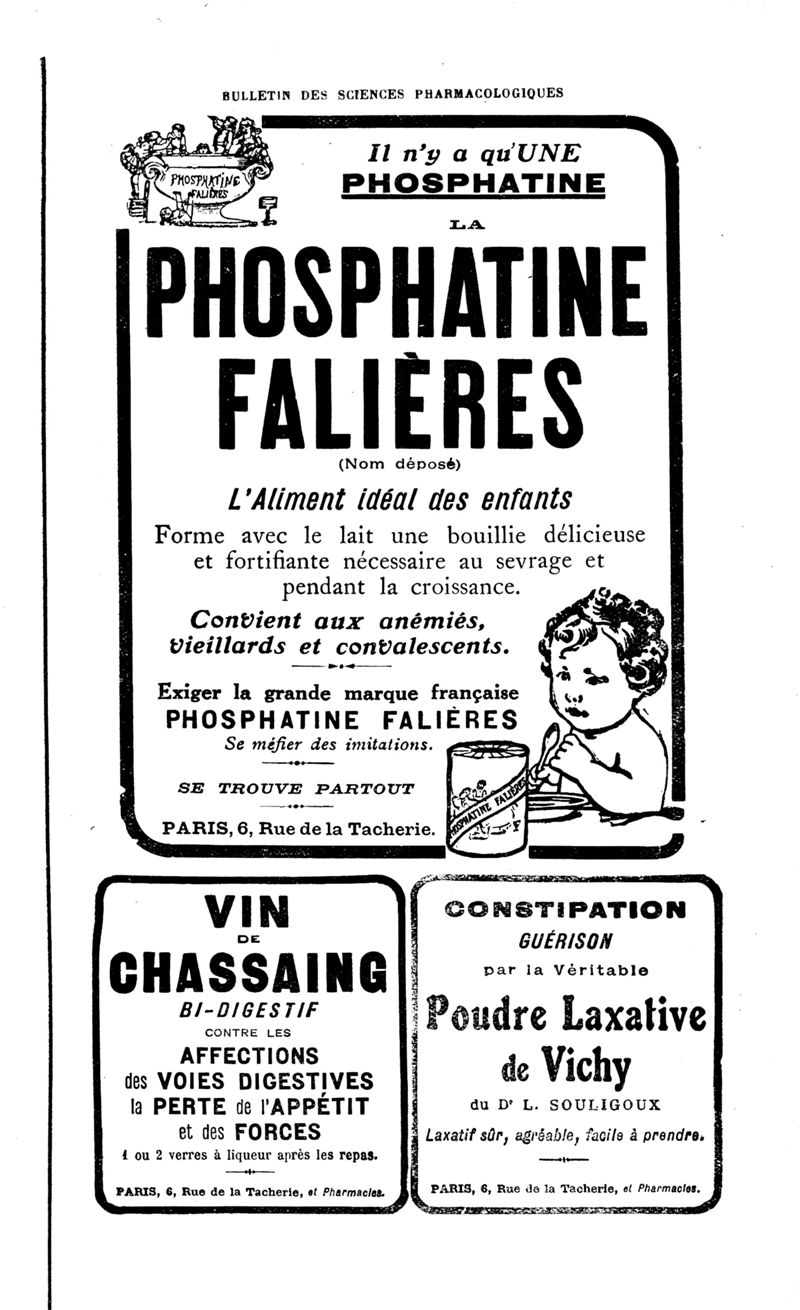 BULLETIN DES SCIENCES PHARMACOLOGIQUES
PHOSPHATINE
FALIÈRES
Il n'y a qu'UNE
PHOSPHATINE
LA
PHOSPHATINE
FALIÈRES
(Nom déposé)
L'Aliment idéal des enfants
Forme avec le lait une bouillie délicieuse
et fortifiante nécessaire au sevrage et
pendant la croissance.
Convient aux anémiés,
vieillards et convalescents.
Exiger la grande marque française
PHOSPHATINE FALIÈRES
Se méfier des imitations.
SE TROUVE PARTOUT
PARIS, 6, Rue de la Tacherie.
PHOSPHATINE FALIÈRES
F
VIN
DE
CHASSAING
BI-DIGESTIF
CONTRE LES
AFFECTIONS
des VOIES DIGESTIVES
la PERTE de l'APPÉTIT
et des FORCES
1 ou 2 verres à liqueur après les repas.
PARIS, 6, Rue de la Tacherie, et Pharmacies.
CONSTIPATION
GUÉRISON
par la Véritable
Poudre Laxative
de Vichy
du Dr L. SOULIGOUX
Laxatif sûr, agréable, facile à prendre.
PARIS, 6, Rue de la Tacherie, et Pharmacies.